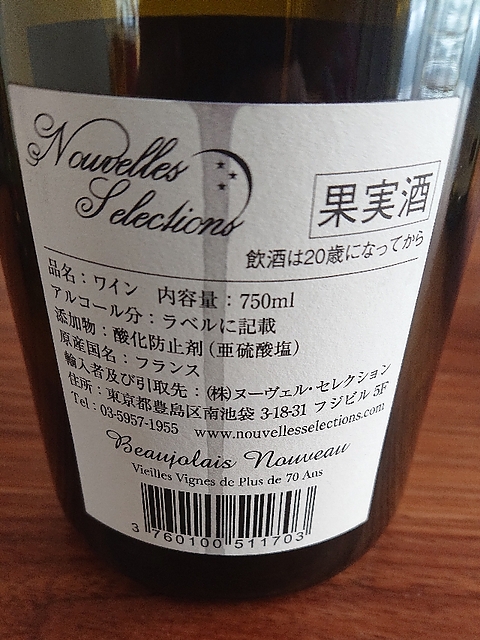 Nouvelles
Selections
果実酒
飲酒は20歳になってから
品名：ワイン 内容量：750ml
アルコール分：ラベルに記載
添加物：酸化防止剤（亜硫酸塩）
原産国名：フランス
輸入者及び引取先：(株)ヌーヴェル・セレクション
住所：東京都豊島区南池袋 3-18-31 フジビル 5F
Tel : 03-5957-1955 www.nouvellesselections.com
Beaujolais Nouveau
Vieilles Vignes de Plus de 70 Ans
3 760100 511703